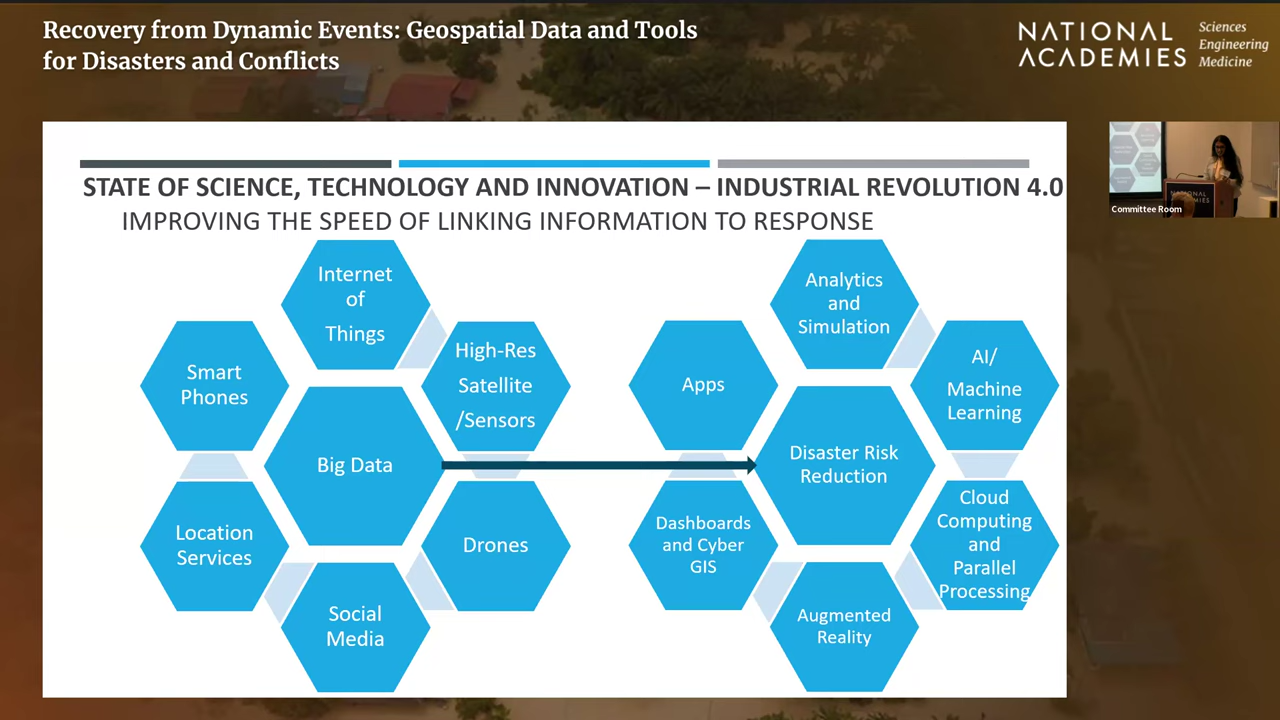 Recovery from Dynamic Events: Geospatial Data and Tools
for Disasters and Conflicts
NATIONAL
ACADEMIES
Sciences
Engineering
Medicine
STATE OF SCIENCE, TECHNOLOGY AND INNOVATION – INDUSTRIAL REVOLUTION 4.0
IMPROVING THE SPEED OF LINKING INFORMATION TO RESPONSE
Internet
of
Things
Smart
Phones
High-Res
Satellite
/Sensors
Big Data
Location
Services
Drones
Social
Media
Analytics
and
Simulation
Apps
AI/
Machine
Learning
Disaster Risk
Reduction
Dashboards
and Cyber
GIS
Cloud
Computing
and
Parallel
Processing
Augmented
Reality
NATIONAL
Committee Room